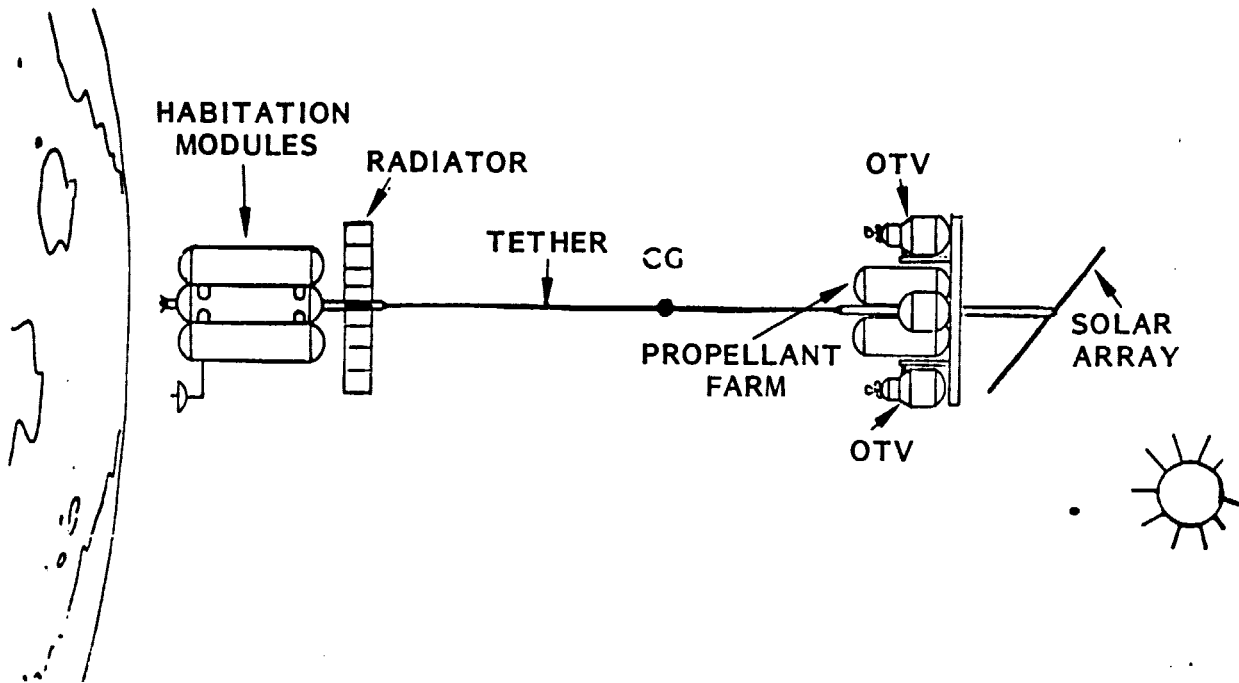 HABITATION
MODULES
RADIATOR
TETHER
CG
OTV
PROPELLANT
FARM
SOLAR
ARRAY
OTV